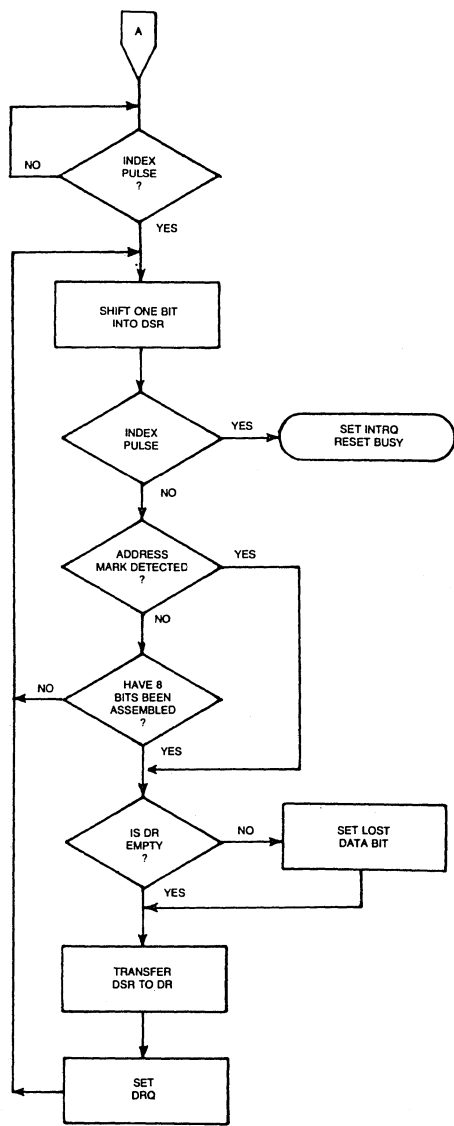 A
INDEX
PULSE
?
NO
YES
SHIFT ONE BIT
INTO DSR
INDEX
PULSE
YES
SET INTRQ
RESET BUSY
NO
ADDRESS
MARK DETECTED
?
YES
NO
HAVE 8
BITS BEEN
ASSEMBLED
?
NO
YES
IS DR
EMPTY
?
NO
SET LOST
DATA BIT
YES
TRANSFER
DSR TO DR
SET
DRQ